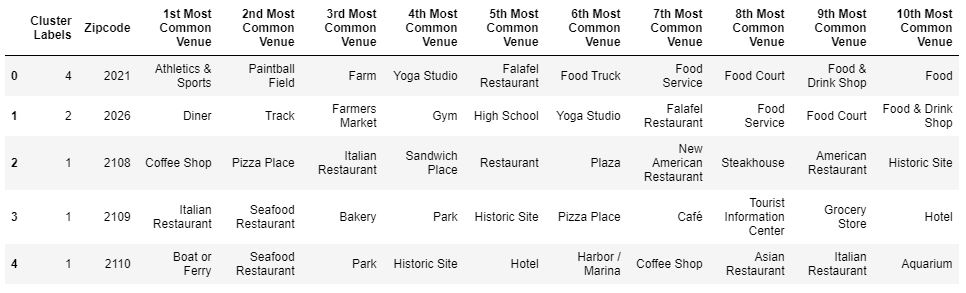 Cluster Labels Zipcode 1st Most Common Venue 2nd Most Common Venue 3rd Most Common Venue 4th Most Common Venue 5th Most Common Venue 6th Most Common Venue 7th Most Common Venue 8th Most Common Venue 9th Most Common Venue 10th Most Common Venue
0 4 2021 Athletics & Sports Paintball Field Farm Yoga Studio Falafel Restaurant Food Truck Food Service Food Court Food & Drink Shop Food
1 2 2026 Diner Track Farmers Market Gym High School Yoga Studio Falafel Restaurant Food Service Food Court Food & Drink Shop
2 1 2108 Coffee Shop Pizza Place Italian Restaurant Sandwich Place Restaurant Plaza New American Restaurant Steakhouse American Restaurant Historic Site
3 1 2109 Italian Restaurant Seafood Restaurant Bakery Park Historic Site Pizza Place Café Tourist Information Center Grocery Store Hotel
4 1 2110 Boat or Ferry Seafood Restaurant Park Historic Site Hotel Harbor / Marina Coffee Shop Asian Restaurant Italian Restaurant Aquarium